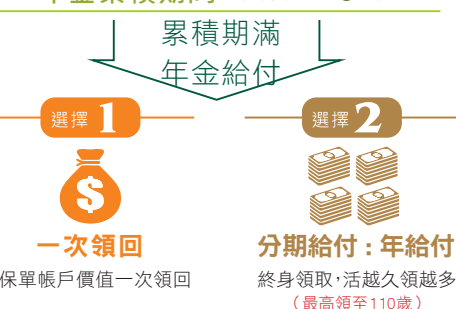 累積期滿
年金給付
選擇 1
選擇 2
$
一次領回
分期給付：年給付
保單帳戶價值一次領回
終身領取，活越久領越多
（最高領至110歲）